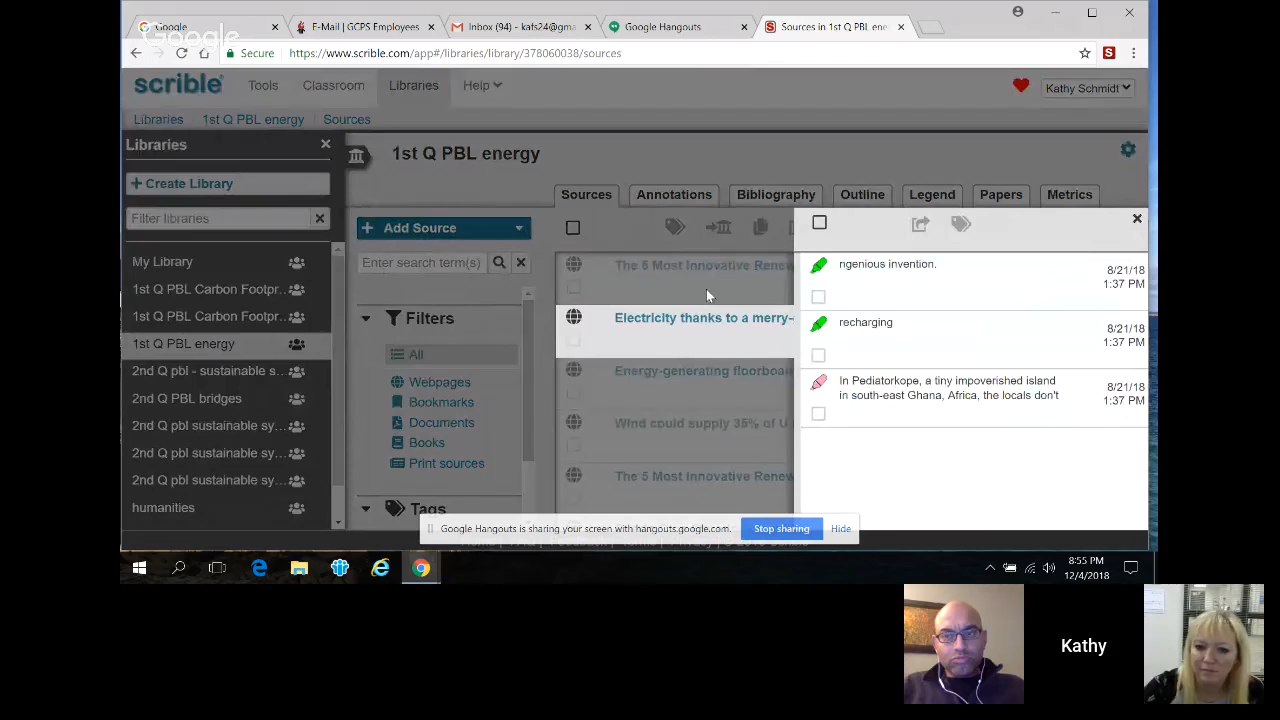 Google
Google
E-Mail | GCPS Employees
Inbox (94) - kafs24@gma
Google Hangouts
Sources in 1st Q PBL ene
Secure
https://www.scrible.com/app#/libraries/library/378060038/sources
scrible
Tools
Classroom
Libraries
Help
Kathy Schmidt
Libraries
1st Q PBL energy
Sources
Libraries
1st Q PBL energy
+ Create Library
Sources
Annotations
Bibliography
Outline
Legend
Papers
Metrics
Filter libraries
+ Add Source
Enter search term(s)
My Library
1st Q PBL Carbon Footpr...
1st Q PBL Carbon Footpr...
1st Q PBL energy
2nd Q pbl - sustainable s...
2nd Q PBL bridges
2nd Q pbl sustainable sy...
2nd Q pbl sustainable sy...
2nd Q pbl sustainable sy...
humanities
Filters
All
Webpages
Bookmarks
Documents
Books
Print sources
Tags
The 5 Most Innovative Renew
Electricity thanks to a merry-
Energy-generating floorboar
Wind could supply 35% of U
The 5 Most Innovative Renew
ngenious invention.
8/21/18
1:37 PM
recharging
8/21/18
1:37 PM
In Pediatorkope, a tiny impoverished island
in south-east Ghana, Africa, the locals don't
8/21/18
1:37 PM
Google Hangouts is sharing your screen with hangouts.google.com.
Stop sharing
Hide
8:55 PM
12/4/2018
Kathy